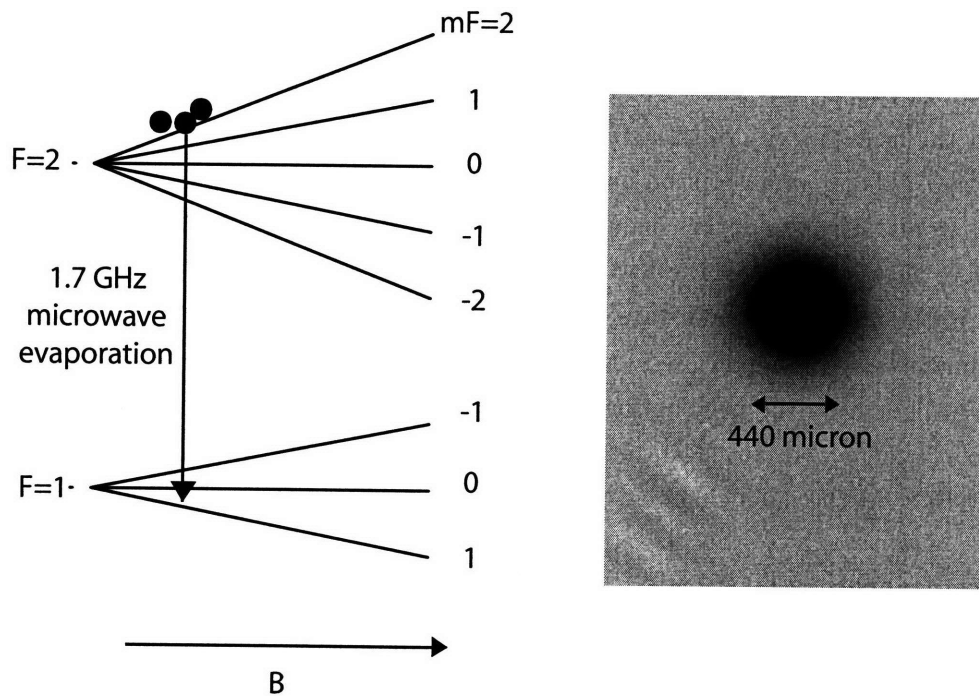 mF=2
1
0
-1
-2
F=2
1.7 GHz
microwave
evaporation
-1
0
1
F=1
B
440 micron